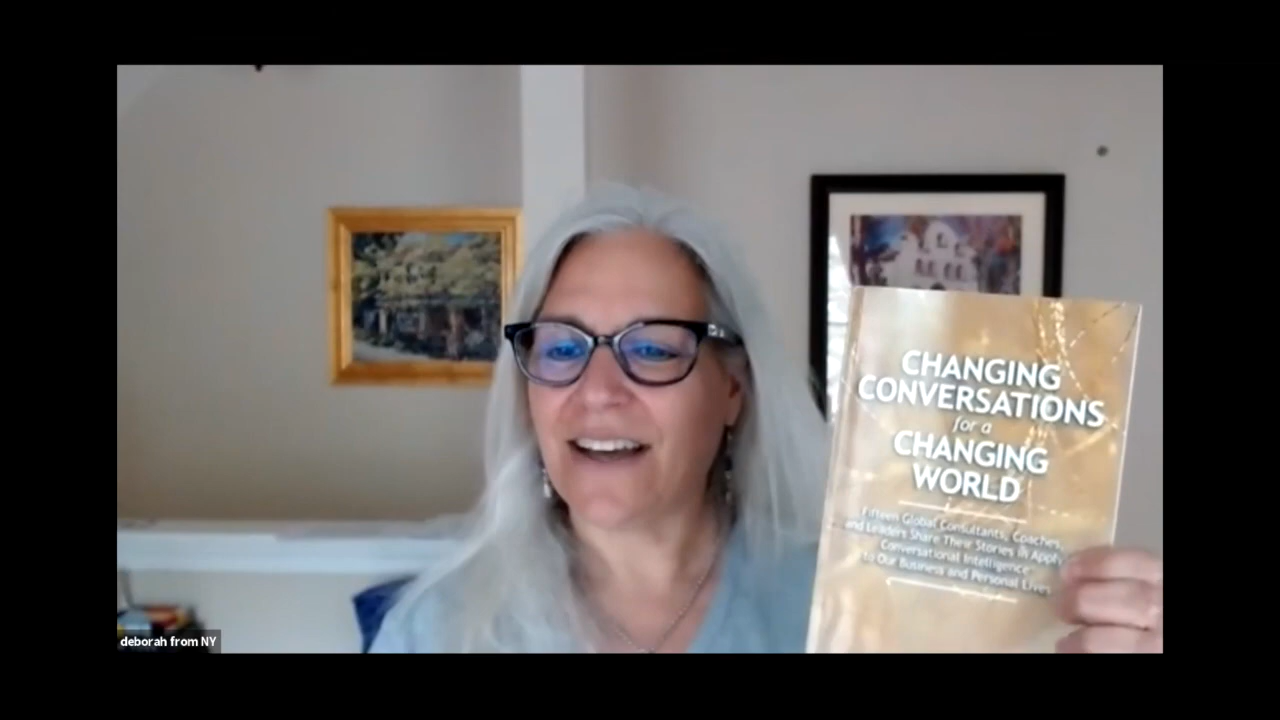 CHANGING
CONVERSATIONS
for a
CHANGING
WORLD
Fifteen Global Consultants, Coaches,
and Leaders Share Their Stories in Apply
Conversational Intelligence
to Our Business and Personal Lives
deborah from NY